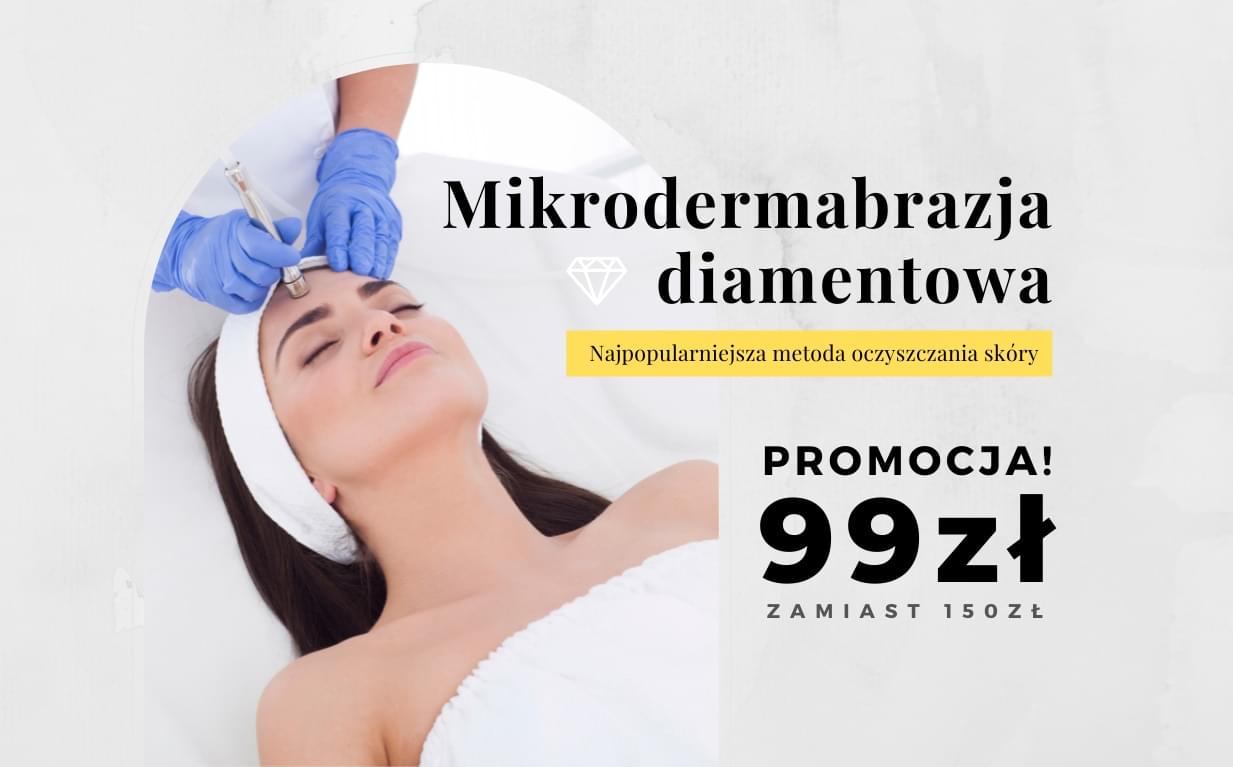 Mikrodermabrazja
diamentowa
Najpopularniejsza metoda oczyszczania skóry
PROMOCJA!
99zł
ZAMIAST 150ZŁ